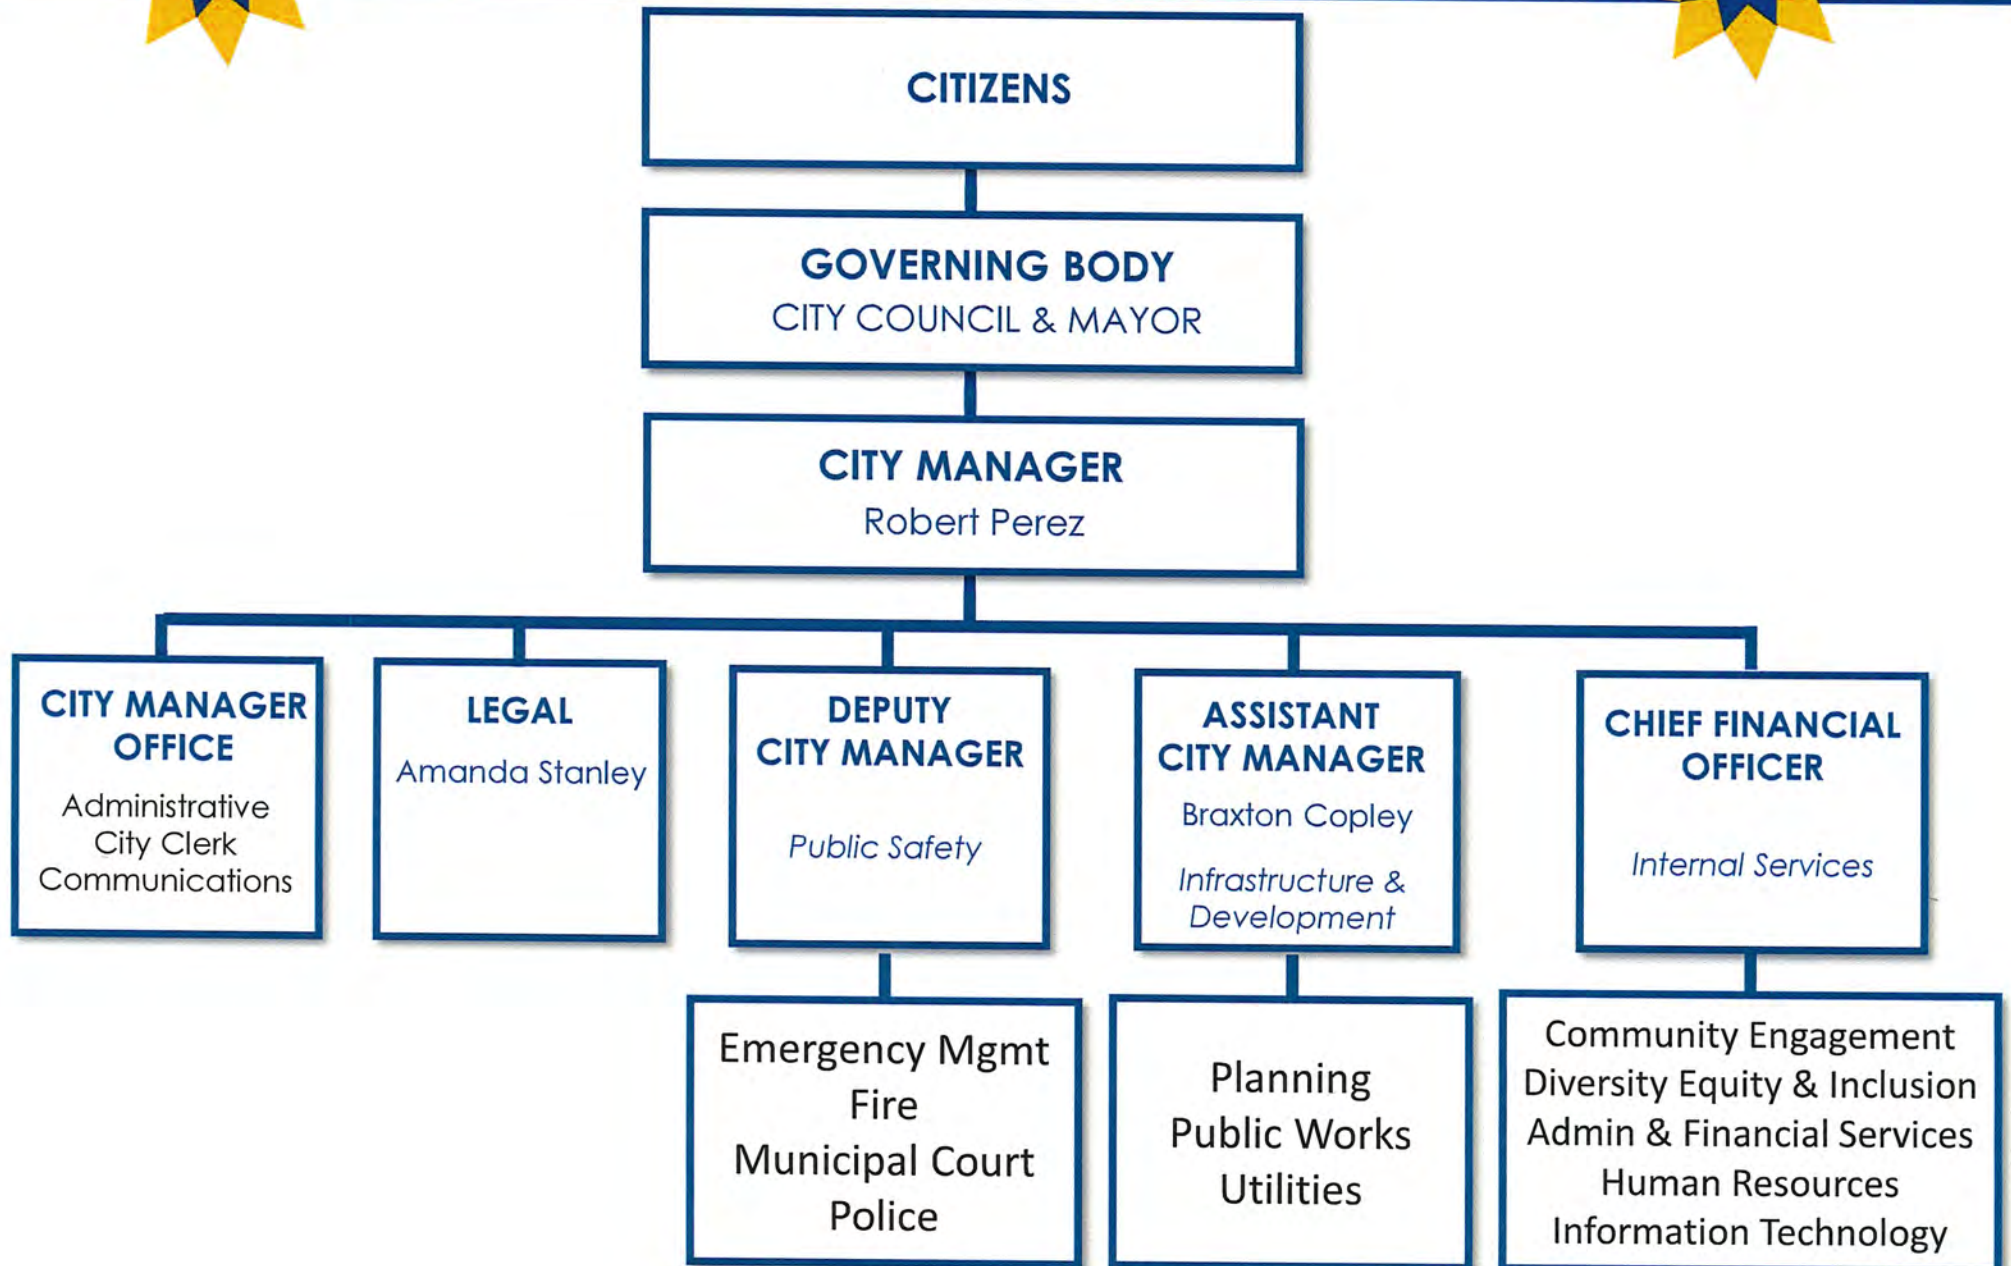 CITIZENS
GOVERNING BODY
CITY COUNCIL & MAYOR
CITY MANAGER
Robert Perez
CITY MANAGER
OFFICE
Administrative
City Clerk
Communications
LEGAL
Amanda Stanley
DEPUTY
CITY MANAGER
Public Safety
ASSISTANT
CITY MANAGER
Braxton Copley
Infrastructure &
Development
CHIEF FINANCIAL
OFFICER
Internal Services
Emergency Mgmt
Fire
Municipal Court
Police
Planning
Public Works
Utilities
Community Engagement
Diversity Equity & Inclusion
Admin & Financial Services
Human Resources
Information Technology